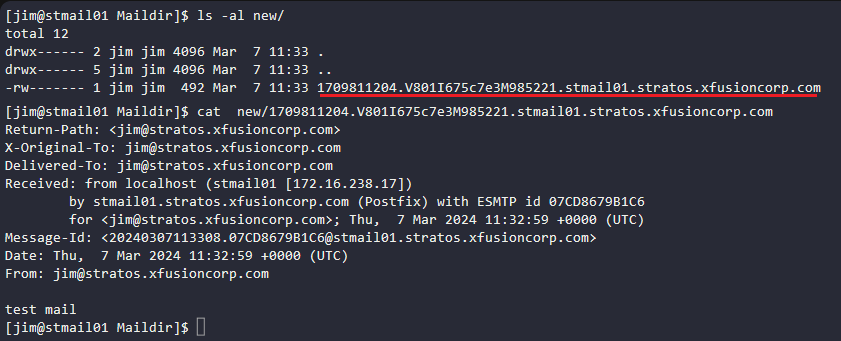 [jim@stmail01 Maildir]$ ls -al new/
total 12
drwx------ 2 jim jim 4096 Mar  7 11:33 .
drwx------ 5 jim jim 4096 Mar  7 11:33 ..
-rw------- 1 jim jim  492 Mar  7 11:33 1709811204.V801I675c7e3M985221.stmail01.stratos.xfusioncorp.com
[jim@stmail01 Maildir]$ cat  new/1709811204.V801I675c7e3M985221.stmail01.stratos.xfusioncorp.com
Return-Path: <jim@stratos.xfusioncorp.com>
X-Original-To: jim@stratos.xfusioncorp.com
Delivered-To: jim@stratos.xfusioncorp.com
Received: from localhost (stmail01 [172.16.238.17])
        by stmail01.stratos.xfusioncorp.com (Postfix) with ESMTP id 07CD8679B1C6
        for <jim@stratos.xfusioncorp.com>; Thu,  7 Mar 2024 11:32:59 +0000 (UTC)
Message-Id: <20240307113308.07CD8679B1C6@stmail01.stratos.xfusioncorp.com>
Date: Thu,  7 Mar 2024 11:32:59 +0000 (UTC)
From: jim@stratos.xfusioncorp.com

test mail
[jim@stmail01 Maildir]$